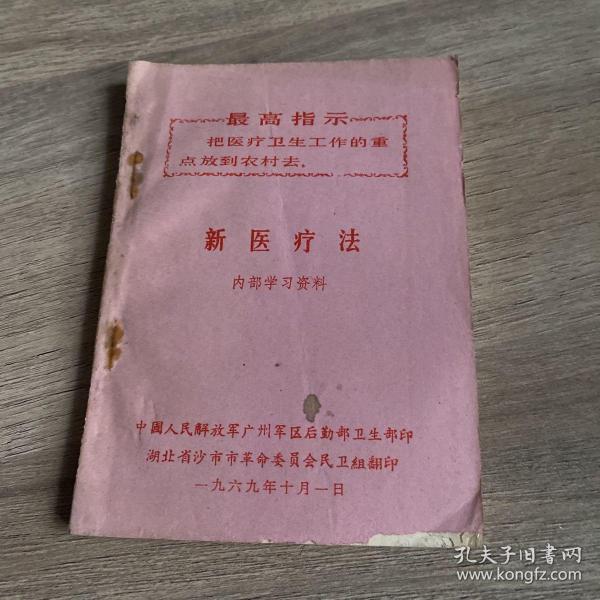 最高指示
把医疗卫生工作的重
点放到农村去。
新医疗法
内部学习资料
中國人民解放军广州军区后勤部卫生部印
湖北省沙市市革命委员会民卫組翻印
一九六九年十月一日
孔夫子旧書网
www.kongfz.com